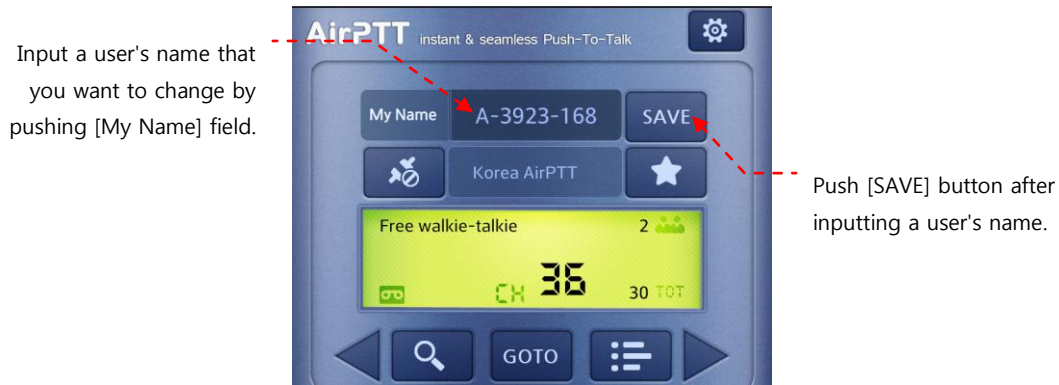 AirPTT instant & seamless Push-To-Talk
Input a user's name that
you want to change by
pushing [My Name] field.
My Name A-3923-168 SAVE
Korea AirPTT
Push [SAVE] button after
inputting a user's name.
Free walkie-talkie 2
CH 36 30 TOT
GOTO